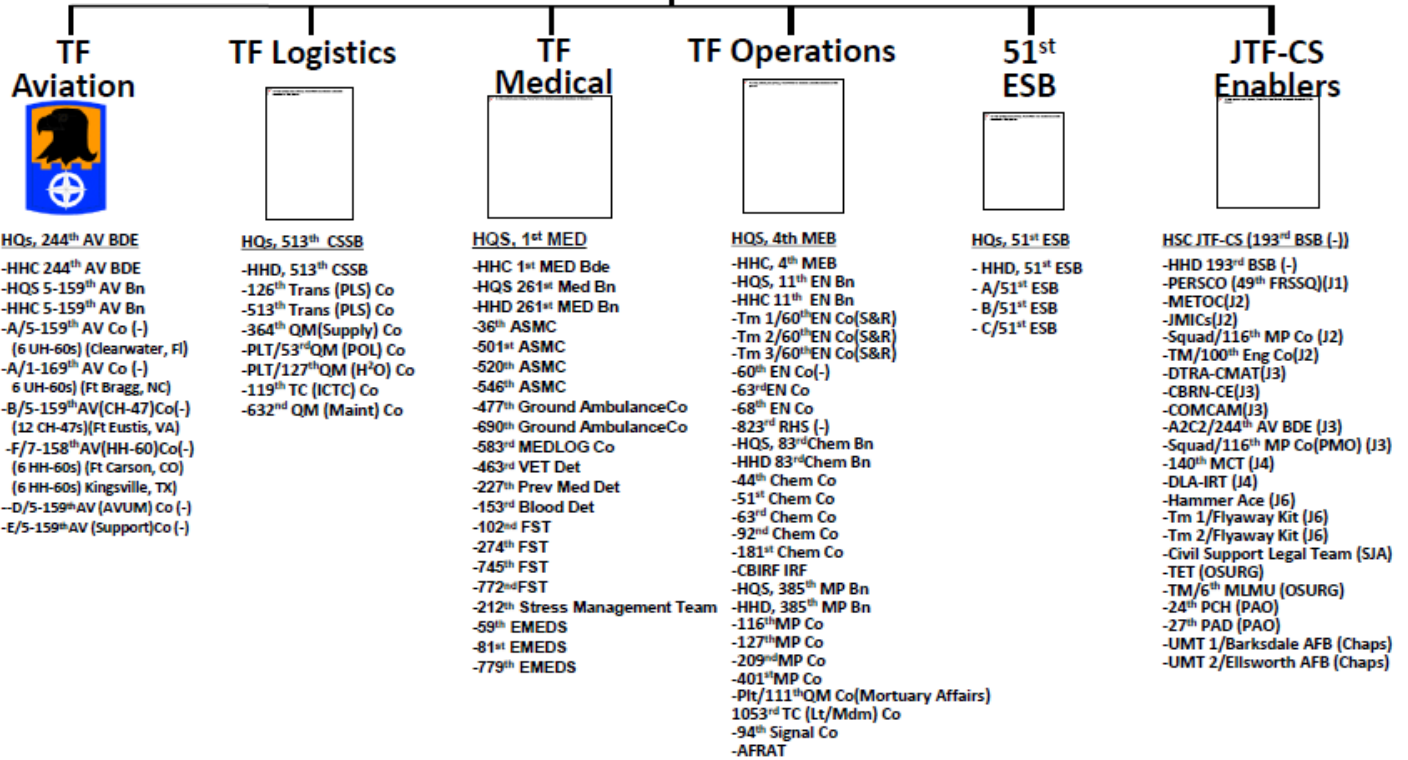 TF
Aviation
HQs, 244th AV BDE
-HHC 244th AV BDE
-HQS 5-159th AV Bn
-HHC 5-159th AV Bn
-A/5-159th AV Co (-)
(6 UH-60s) (Clearwater, Fl)
-A/1-169th AV Co (-)
6 UH-60s) (Ft Bragg, NC)
-B/5-159thAV(CH-47)Co(-)
(12 CH-47s)(Ft Eustis, VA)
-F/7-158thAV(HH-60)Co(-)
(6 HH-60s) (Ft Carson, CO)
(6 HH-60s) Kingsville, TX)
--D/5-159thAV (AVUM) Co (-)
-E/5-159thAV (Support)Co (-)
TF Logistics
HQs, 513th CSSB
-HHD, 513th CSSB
-126th Trans (PLS) Co
-513th Trans (PLS) Co
-364th QM(Supply) Co
-PLT/53rdQM (POL) Co
-PLT/127thQM (H²O) Co
-119th TC (ICTC) Co
-632nd QM (Maint) Co
TF
Medical
HQS, 1st MED
-HHC 1st MED Bde
-HQS 261st Med Bn
-HHD 261st MED Bn
-36th ASMC
-501st ASMC
-520th ASMC
-546th ASMC
-477th Ground AmbulanceCo
-690th Ground AmbulanceCo
-583rd MEDLOG Co
-463rd VET Det
-227th Prev Med Det
-153rd Blood Det
-102nd FST
-274th FST
-745th FST
-772ndFST
-212th Stress Management Team
-59th EMEDS
-81st EMEDS
-779th EMEDS
TF Operations
HQS, 4th MEB
-HHC, 4th MEB
-HQS, 11th EN Bn
-HHC 11th EN Bn
-Tm 1/60thEN Co(S&R)
-Tm 2/60thEN Co(S&R)
-Tm 3/60thEN Co(S&R)
-60th EN Co(-)
-63rdEN Co
-68th EN Co
-823rd RHS (-)
-HQS, 83rdChem Bn
-HHD 83rdChem Bn
-44th Chem Co
-51st Chem Co
-63rd Chem Co
-92nd Chem Co
-181st Chem Co
-CBIRF IRF
-HQS, 385th MP Bn
-HHD, 385th MP Bn
-116thMP Co
-127thMP Co
-209ndMP Co
-401stMP Co
-Plt/111thQM Co(Mortuary Affairs)
1053rd TC (Lt/Mdm) Co
-94th Signal Co
-AFRAT
51st
ESB
HQs, 51st ESB
- HHD, 51st ESB
- A/51st ESB
- B/51st ESB
- C/51st ESB
JTF-CS
Enablers
HSC JTF-CS (193rd BSB (-))
-HHD 193rd BSB (-)
-PERSCO (49th FRSSQ)(J1)
-METOC(J2)
-JMICs(J2)
-Squad/116th MP Co (J2)
-TM/100th Eng Co(J2)
-DTRA-CMAT(J3)
-CBRN-CE(J3)
-COMCAM(J3)
-A2C2/244th AV BDE (J3)
-Squad/116th MP Co(PMO) (J3)
-140th MCT (J4)
-DLA-IRT (J4)
-Hammer Ace (J6)
-Tm 1/Flyaway Kit (J6)
-Tm 2/Flyaway Kit (J6)
-Civil Support Legal Team (SJA)
-TET (OSURG)
-TM/6th MLMU (OSURG)
-24th PCH (PAO)
-27th PAD (PAO)
-UMT 1/Barksdale AFB (Chaps)
-UMT 2/Ellsworth AFB (Chaps)